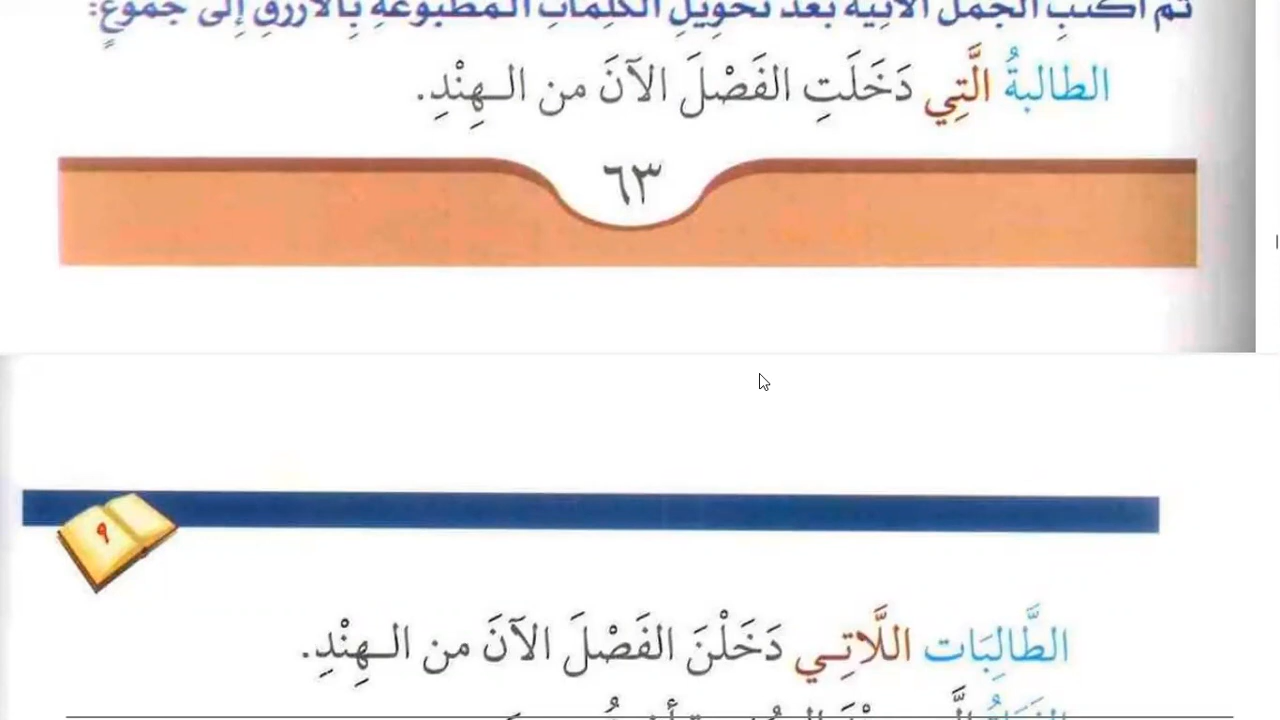 ثم اكتب الجمل الآتية بعد تحويل الكلمات المطبوعة بالأزرق إلى جموعٍ:
الطالبةُ الَّتِي دَخَلَتِ الفَصْلَ الآنَ من الـهِنْدِ.
٦٣
٩
الطَّالِبَات اللَّاتِـي دَخَلْنَ الفَصْلَ الآنَ من الـهِنْدِ.